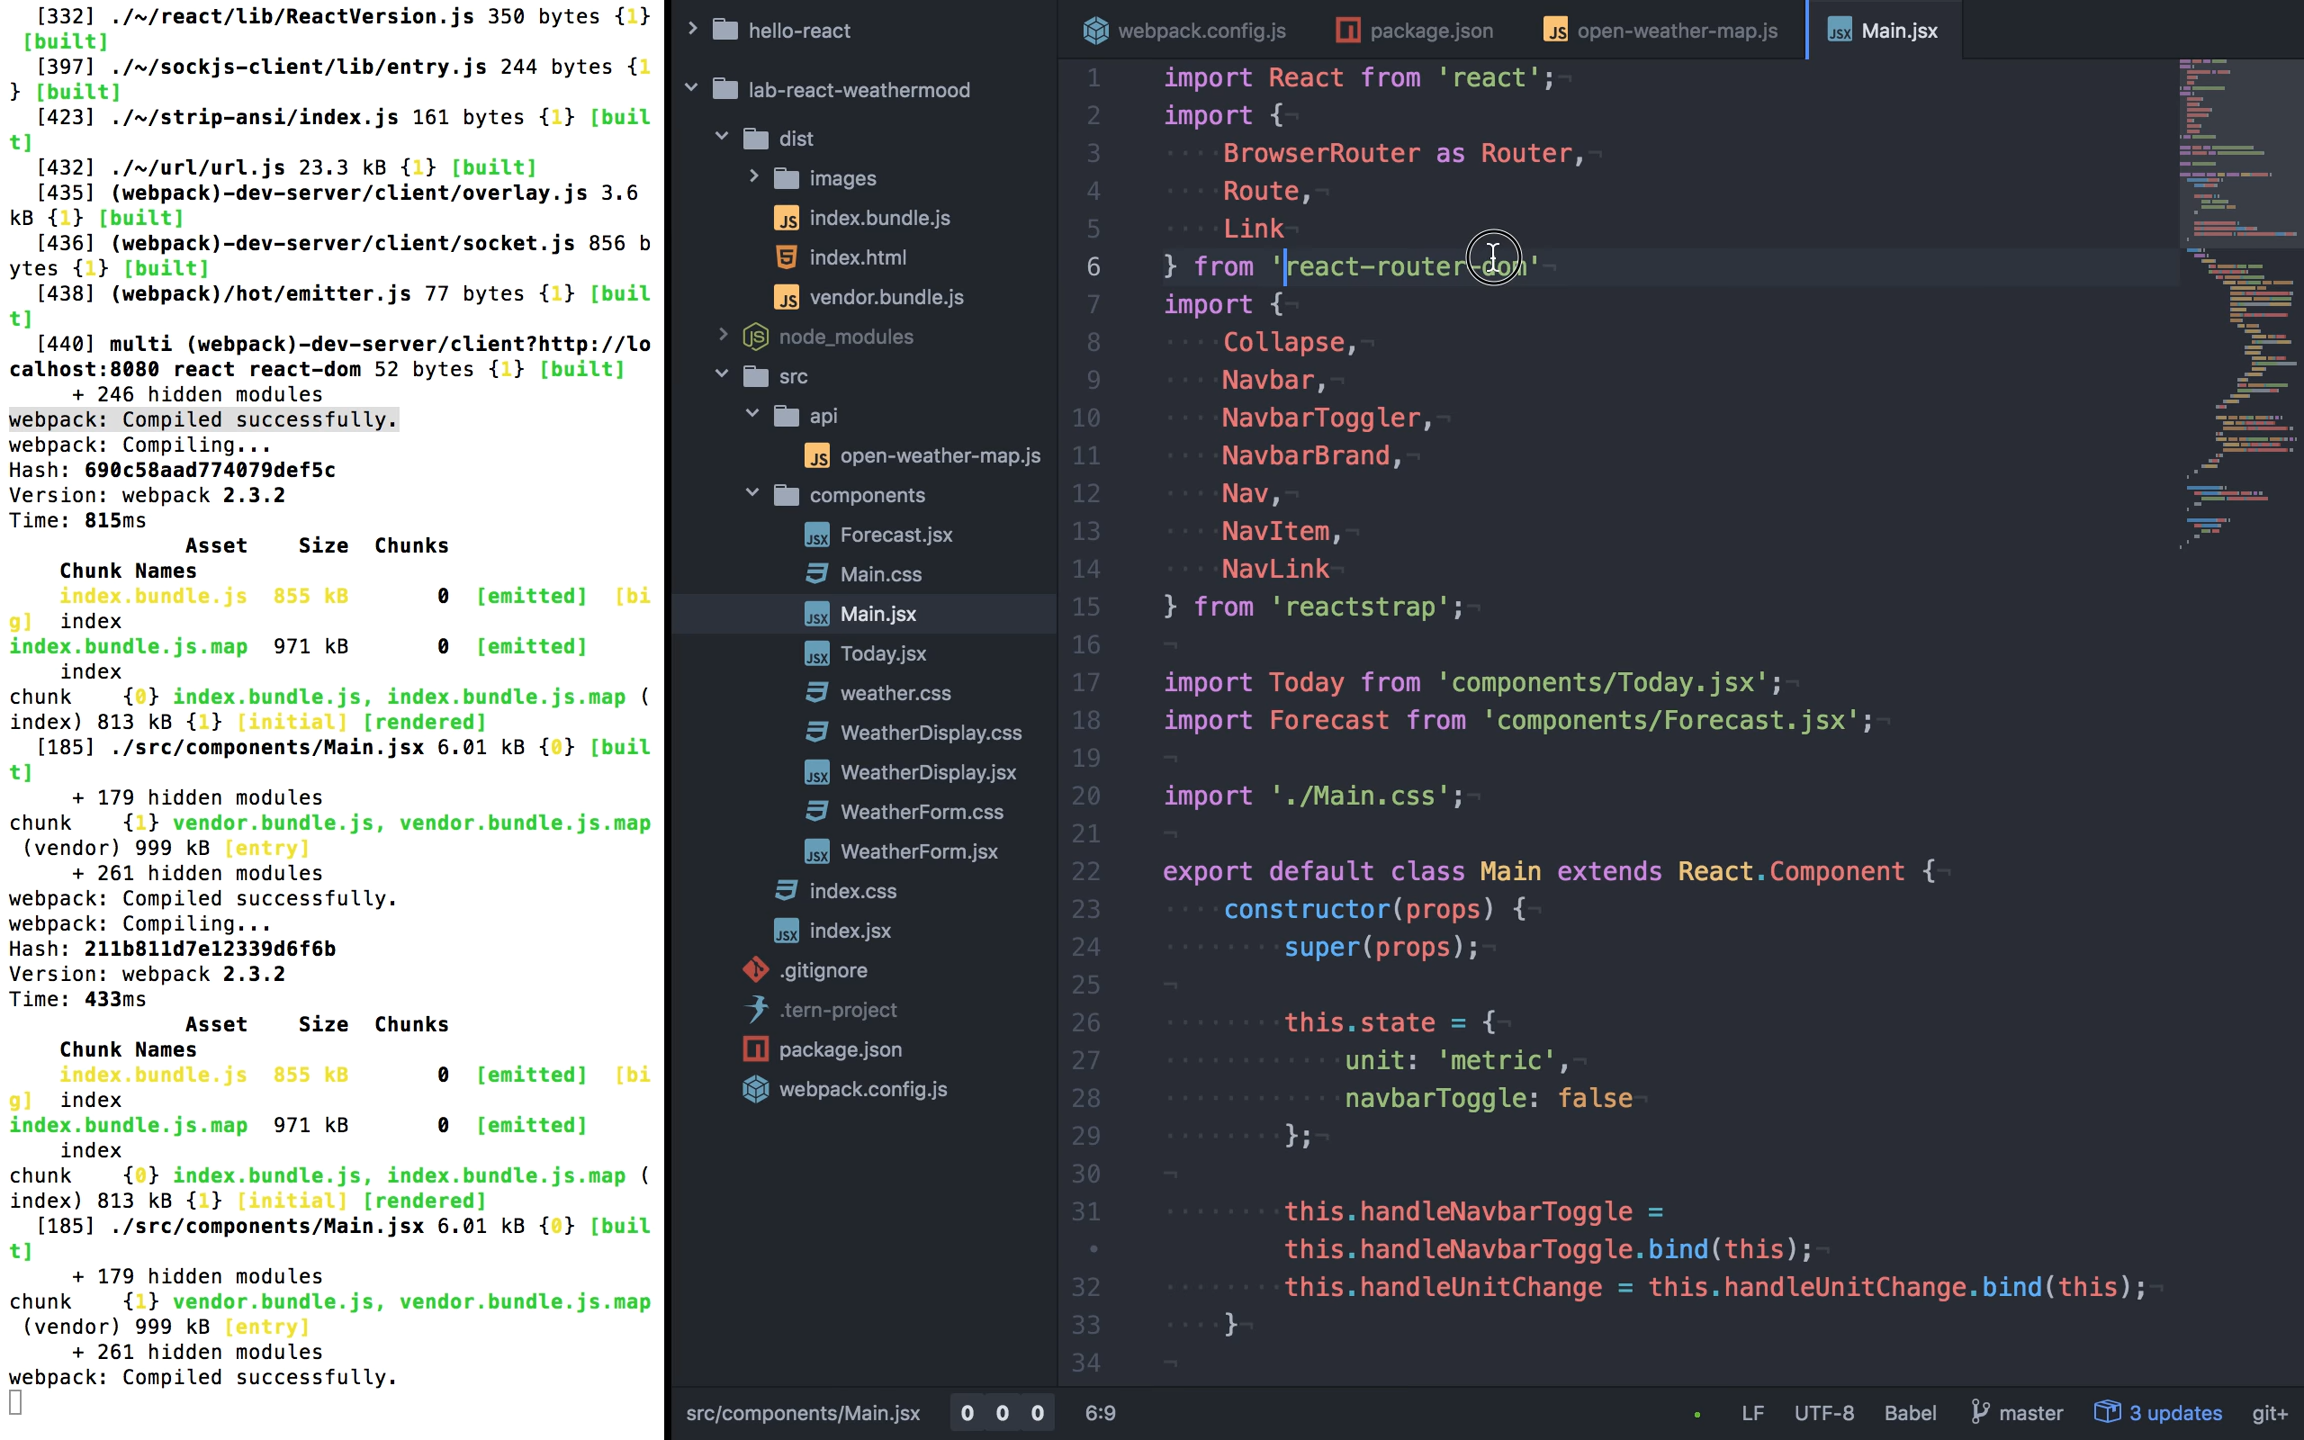 [332] ./~/react/lib/ReactVersion.js 350 bytes {1}
[built]
[397] ./~/sockjs-client/lib/entry.js 244 bytes {1
} [built]
[423] ./~/strip-ansi/index.js 161 bytes {1} [buil
t]
[432] ./~/url/url.js 23.3 kB {1} [built]
[435] (webpack)-dev-server/client/overlay.js 3.6
kB {1} [built]
[436] (webpack)-dev-server/client/socket.js 856 b
ytes {1} [built]
[438] (webpack)/hot/emitter.js 77 bytes {1} [buil
t]
[440] multi (webpack)-dev-server/client?http://lo
calhost:8080 react react-dom 52 bytes {1} [built]
+ 246 hidden modules
webpack: Compiled successfully.
webpack: Compiling...
Hash: 690c58aad774079def5c
Version: webpack 2.3.2
Time: 815ms
Asset Size Chunks
Chunk Names
index.bundle.js 855 kB 0 [emitted] [bi
g] index
index.bundle.js.map 971 kB 0 [emitted]
index
chunk {0} index.bundle.js, index.bundle.js.map (
index) 813 kB {1} [initial] [rendered]
[185] ./src/components/Main.jsx 6.01 kB {0} [buil
t]
+ 179 hidden modules
chunk {1} vendor.bundle.js, vendor.bundle.js.map
(vendor) 999 kB [entry]
+ 261 hidden modules
webpack: Compiled successfully.
webpack: Compiling...
Hash: 211b811d7e12339d6f6b
Version: webpack 2.3.2
Time: 433ms
Asset Size Chunks
Chunk Names
index.bundle.js 855 kB 0 [emitted] [bi
g] index
index.bundle.js.map 971 kB 0 [emitted]
index
chunk {0} index.bundle.js, index.bundle.js.map (
index) 813 kB {1} [initial] [rendered]
[185] ./src/components/Main.jsx 6.01 kB {0} [buil
t]
+ 179 hidden modules
chunk {1} vendor.bundle.js, vendor.bundle.js.map
(vendor) 999 kB [entry]
+ 261 hidden modules
webpack: Compiled successfully.
hello-react
lab-react-weathermood
dist
images
index.bundle.js
index.html
vendor.bundle.js
node_modules
src
api
open-weather-map.js
components
Forecast.jsx
Main.css
Main.jsx
Today.jsx
weather.css
WeatherDisplay.css
WeatherDisplay.jsx
WeatherForm.css
WeatherForm.jsx
index.css
index.jsx
.gitignore
.tern-project
package.json
webpack.config.js
webpack.config.js package.json open-weather-map.js Main.jsx
1 import React from 'react';
2 import {
3 BrowserRouter as Router,
4 Route,
5 Link
6 } from 'react-router-dom'
7 import {
8 Collapse,
9 Navbar,
10 NavbarToggler,
11 NavbarBrand,
12 Nav,
13 NavItem,
14 NavLink
15 } from 'reactstrap';
16
17 import Today from 'components/Today.jsx';
18 import Forecast from 'components/Forecast.jsx';
19
20 import './Main.css';
21
22 export default class Main extends React.Component {
23 constructor(props) {
24 super(props);
25
26 this.state = {
27 unit: 'metric',
28 navbarToggle: false
29 };
30
31 this.handleNavbarToggle =
• this.handleNavbarToggle.bind(this);
32 this.handleUnitChange = this.handleUnitChange.bind(this);
33 }
34
src/components/Main.jsx 0 0 0 6:9 LF UTF-8 Babel master 3 updates git+